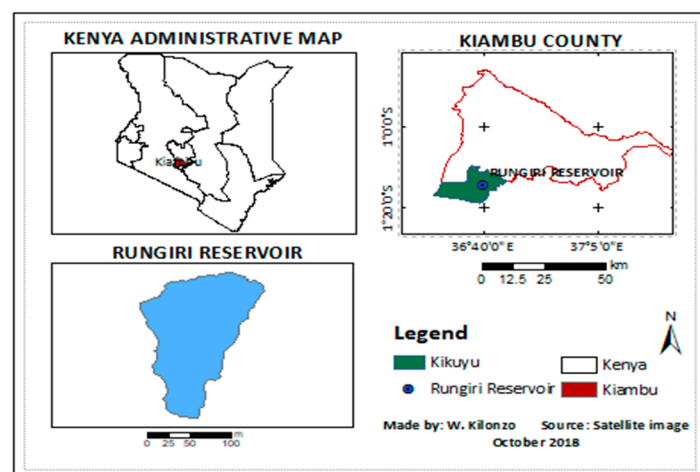 KENYA ADMINISTRATIVE MAP
Kiambu
KIAMBU COUNTY
1°0'0"S
1°20'0"S
RUNGIRI RESERVOIR
36°40'0"E 37°5'0"E
km
0 12.5 25 50
RUNGIRI RESERVOIR
m
0 25 50 100
N
Legend
Kikuyu
Kenya
Rungiri Reservoir
Kiambu
Made by: W. Kilonzo Source: Satellite image
October 2018